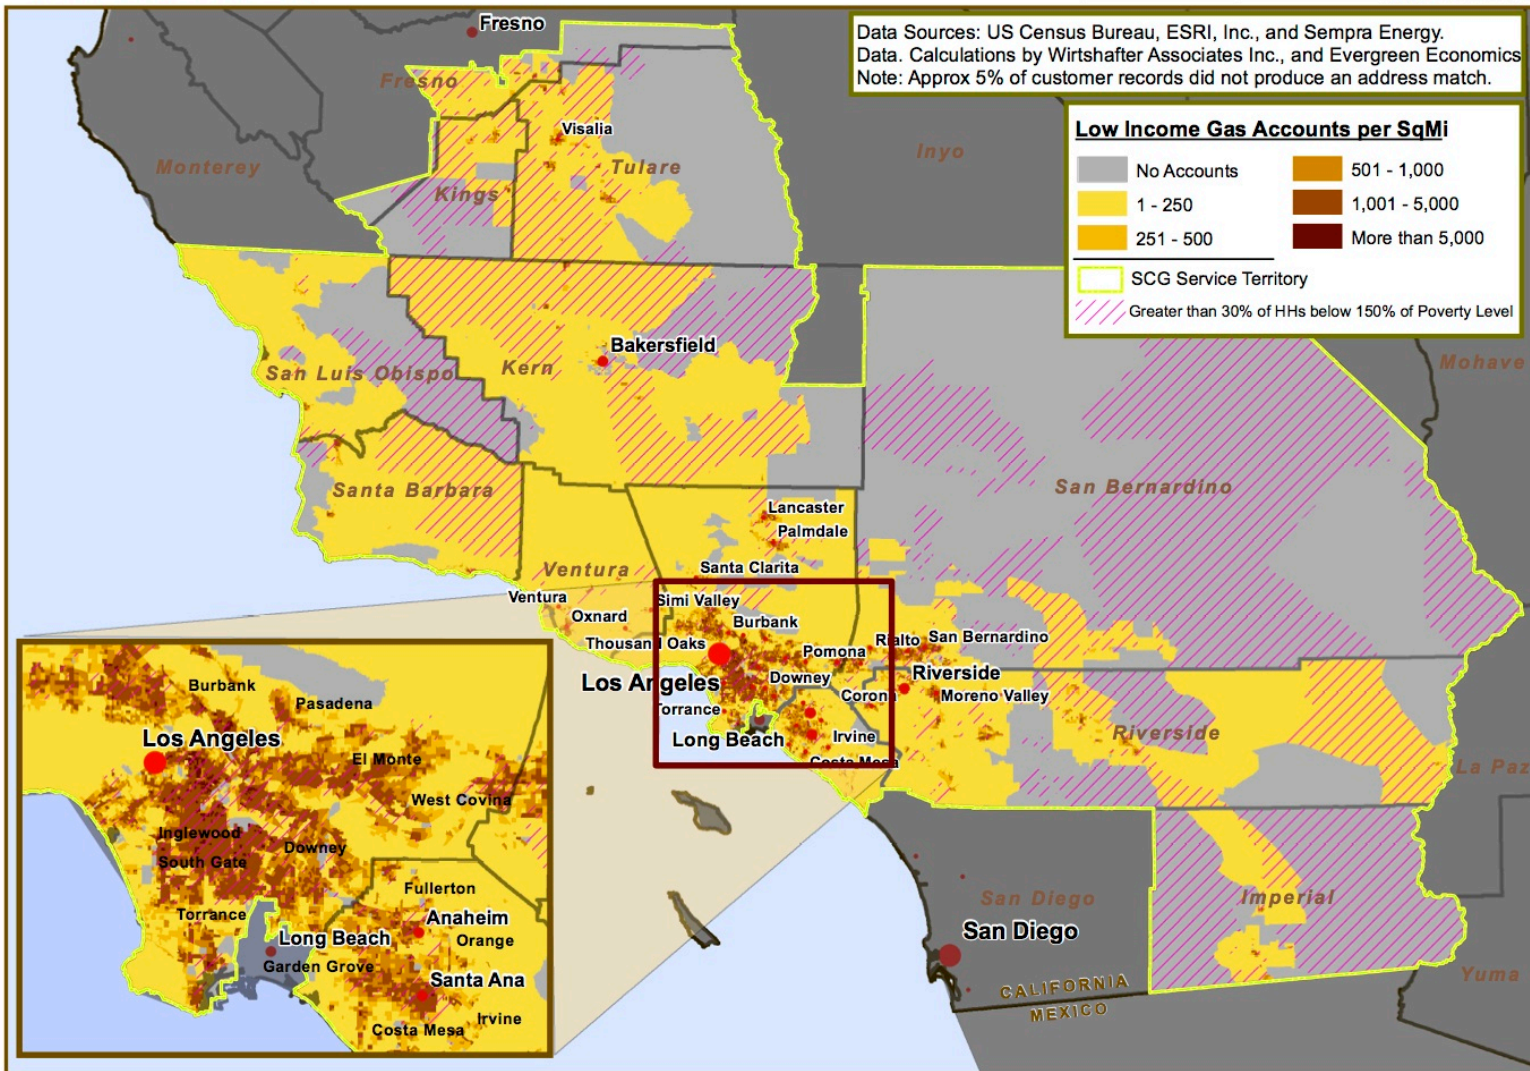 Fresno
Data Sources: US Census Bureau, ESRI, Inc., and Sempra Energy.
Data. Calculations by Wirtshafter Associates Inc., and Evergreen Economics
Note: Approx 5% of customer records did not produce an address match.
Fresno
Low Income Gas Accounts per SqMi
No Accounts
501 - 1,000
1 - 250
1,001 - 5,000
251 - 500
More than 5,000
SCG Service Territory
Greater than 30% of HHs below 150% of Poverty Level
Visalia
Inyo
Monterey
Tulare
Kings
Bakersfield
Mohave
San Luis Obispo
Kern
Santa Barbara
San Bernardino
Lancaster
Palmdale
Santa Clarita
Ventura
Ventura
Simi Valley
Oxnard
Burbank
Thousand Oaks
Rialto
San Bernardino
Pomona
Los Angeles
Downey
Riverside
Corona
Moreno Valley
Torrance
Long Beach
Irvine
Riverside
Costa Mesa
La Paz
Burbank
Pasadena
Los Angeles
El Monte
West Covina
Inglewood
South Gate
Downey
Fullerton
Torrance
Anaheim
Long Beach
Orange
Garden Grove
Santa Ana
Costa Mesa
Irvine
San Diego
Imperial
San Diego
Yuma
CALIFORNIA
MEXICO